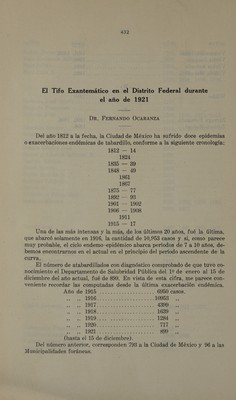 432
El Tifo Exantemático en el Distrito Federal durante
el año de 1921
Dr. Fernando Ocaranza
Del año 1812 a la fecha, la Ciudad de México ha sufrido doce epidemias
o exacerbaciones endémicas de tabardillo, conforme a la siguiente cronología:
1812 — 14
1824
1835 — 39
1848 — 49
1861
1867
1875 — 77
1892 — 93
1901 — 1902
1906 — 1908
1911
1915 — 17
Una de las más intensas y la más, de los últimos 20 años, fué la última,
que abarcó solamente en 1916, la cantidad de 10,953 casos y si, como parece
muy probable, el ciclo endemo epidémico abarca períodos de 7 a 10 años, de-
bemos encontrarnos en el actual en el principio del período ascendente de la
curva.
El número de atabardillados con diagnóstico comprobado de que tuvo co-
nocimiento el Departamento de Salubridad Pública del 1º de enero al 15 de
diciembre del año actual, fué de 899. En vista de esta cifra, me parece con-
veniente recordar las computadas desde la última exacerbación endémica.
Año de 1915 casos.
„ „ 1916 10953 „
„ „ 1917 4399 „
„ „ 1918 1639 „
„ „ 1919 1264 „
„ „ 1920 717 „
„ „ 1921 899 „
(hasta el 15 de diciembre).
Del número anterior, corresponden 793 a la Ciudad de México y 96 a las
Municipalidades foráneas.